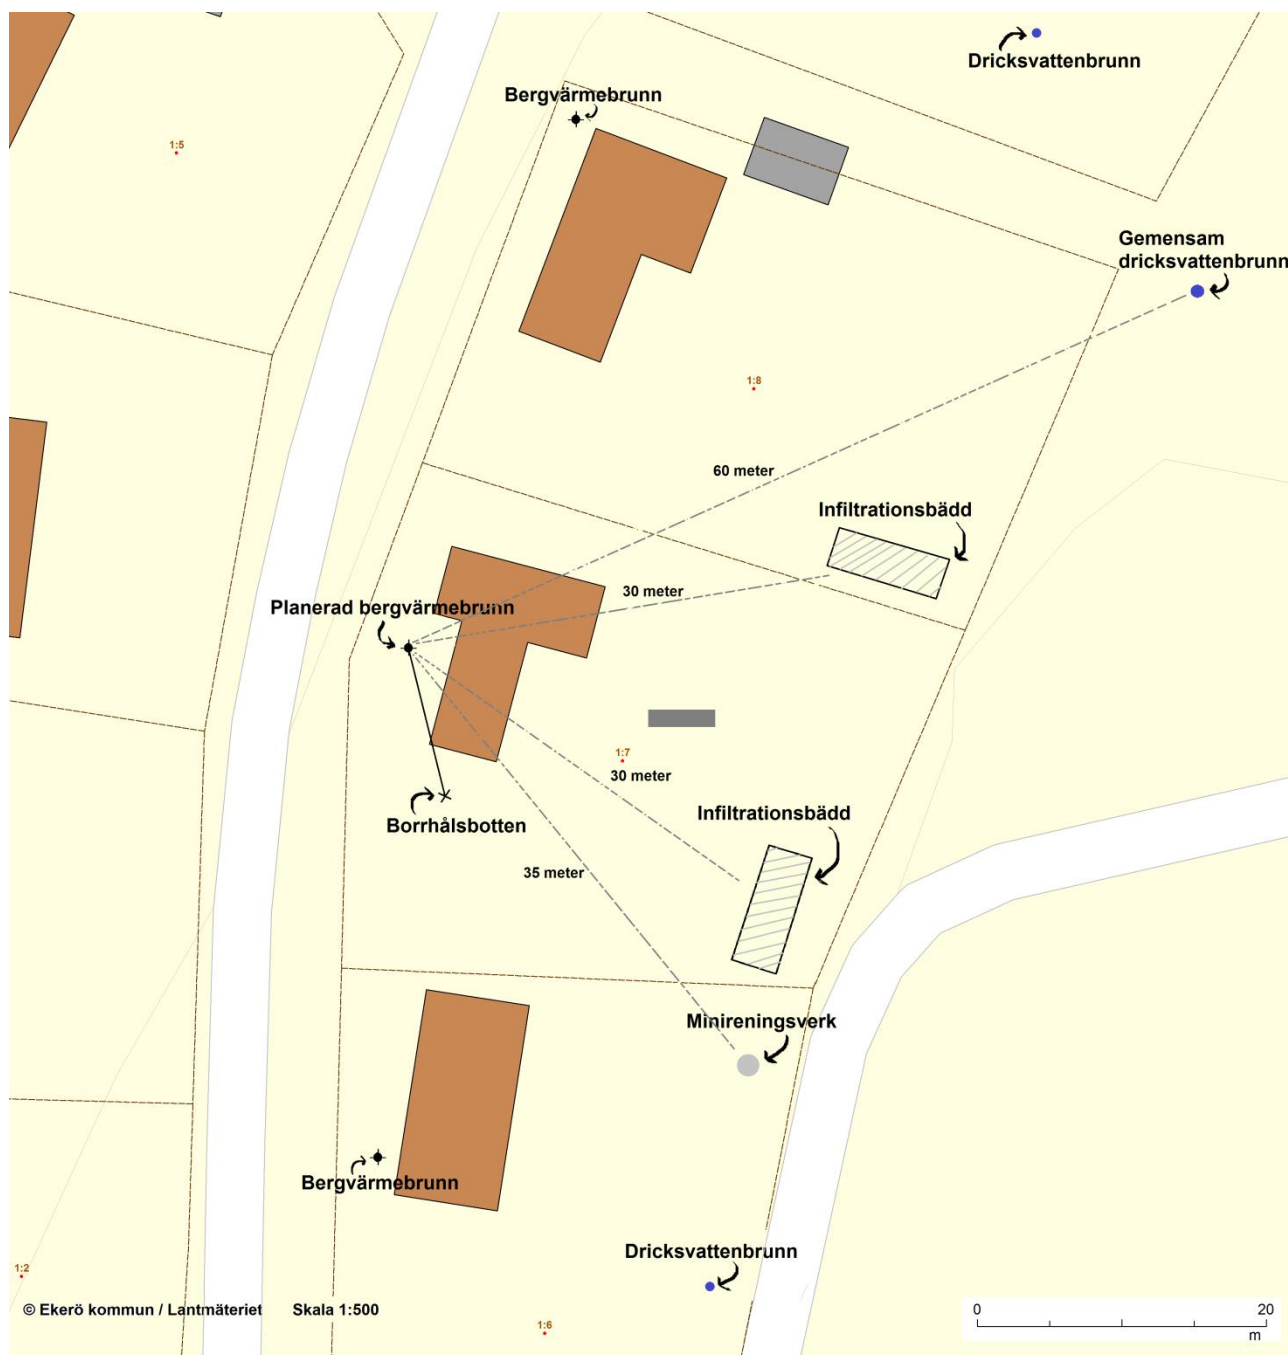 Dricksvattenbrunn
Bergvärmebrunn
1:5
Gemensam
dricksvattenbrunn
1:8
60 meter
Infiltrationsbädd
30 meter
Planerad bergvärmebrunn
1:7
30 meter
Infiltrationsbädd
Borrhålsbotten
35 meter
Minireningsverk
Bergvärmebrunn
Dricksvattenbrunn
1:2
© Ekerö kommun / Lantmäteriet Skala 1:500
1:6
0 20
m